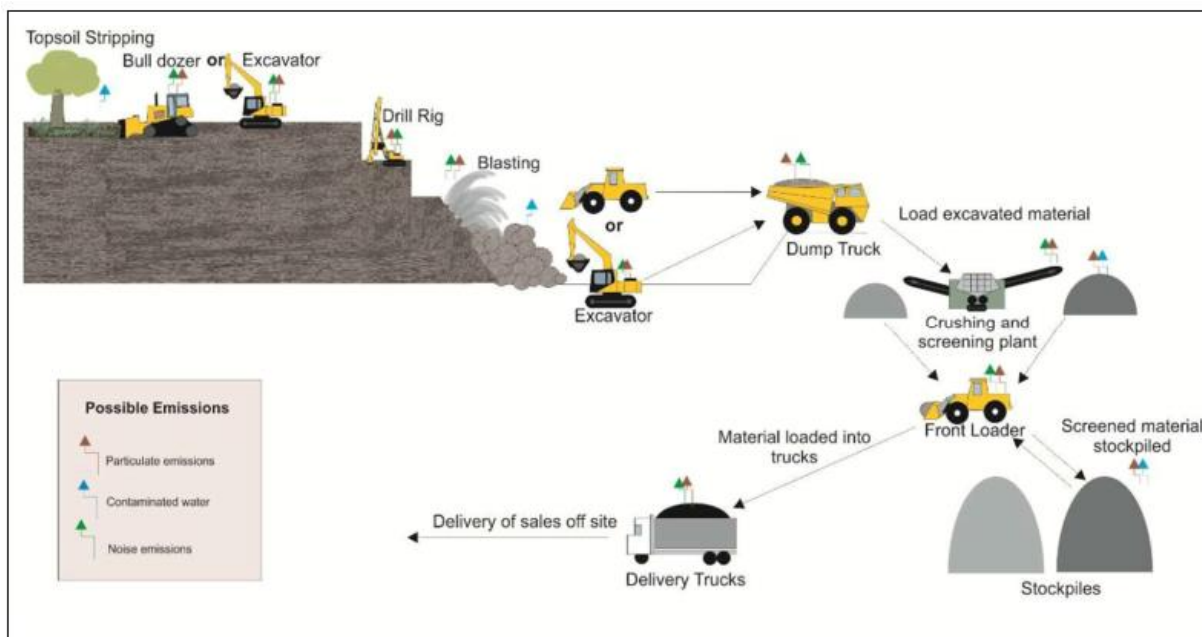 Topsoil Stripping
Bull dozer or Excavator
Drill Rig
Blasting
or
Excavator
Dump Truck
Load excavated material
Crushing and
screening plant
Front Loader
Screened material
stockpiled
Material loaded into
trucks
Delivery of sales off site
Delivery Trucks
Stockpiles
Possible Emissions
Particulate emissions
Contaminated water
Noise emissions